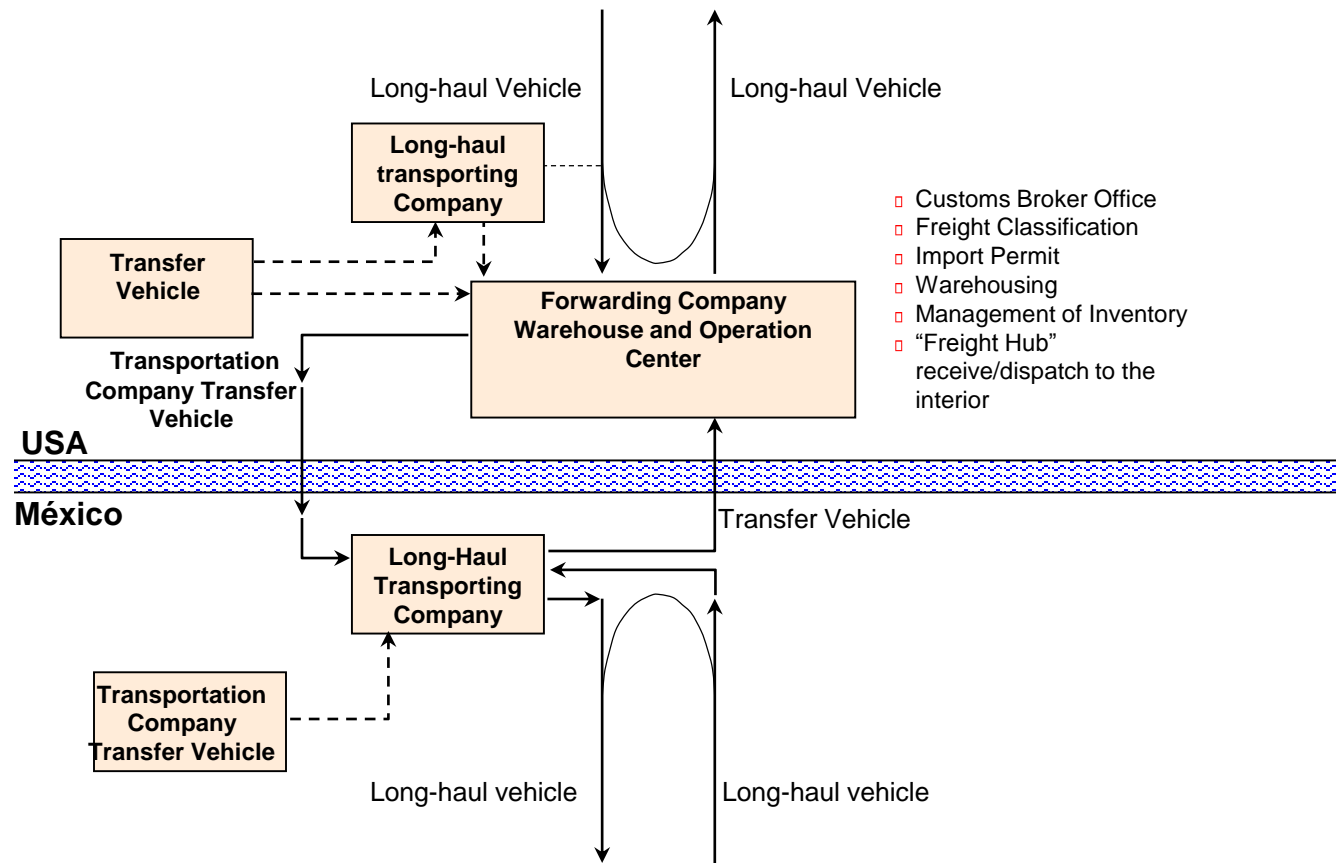 Long-haul Vehicle
Long-haul Vehicle
Long-haul
transporting
Company
Customs Broker Office
Freight Classification
Import Permit
Warehousing
Management of Inventory
“Freight Hub”
receive/dispatch to the
interior
Transfer
Vehicle
Forwarding Company
Warehouse and Operation
Center
Transportation
Company Transfer
Vehicle
USA
México
Transfer Vehicle
Long-Haul
Transporting
Company
Transportation
Company
Transfer Vehicle
Long-haul vehicle
Long-haul vehicle